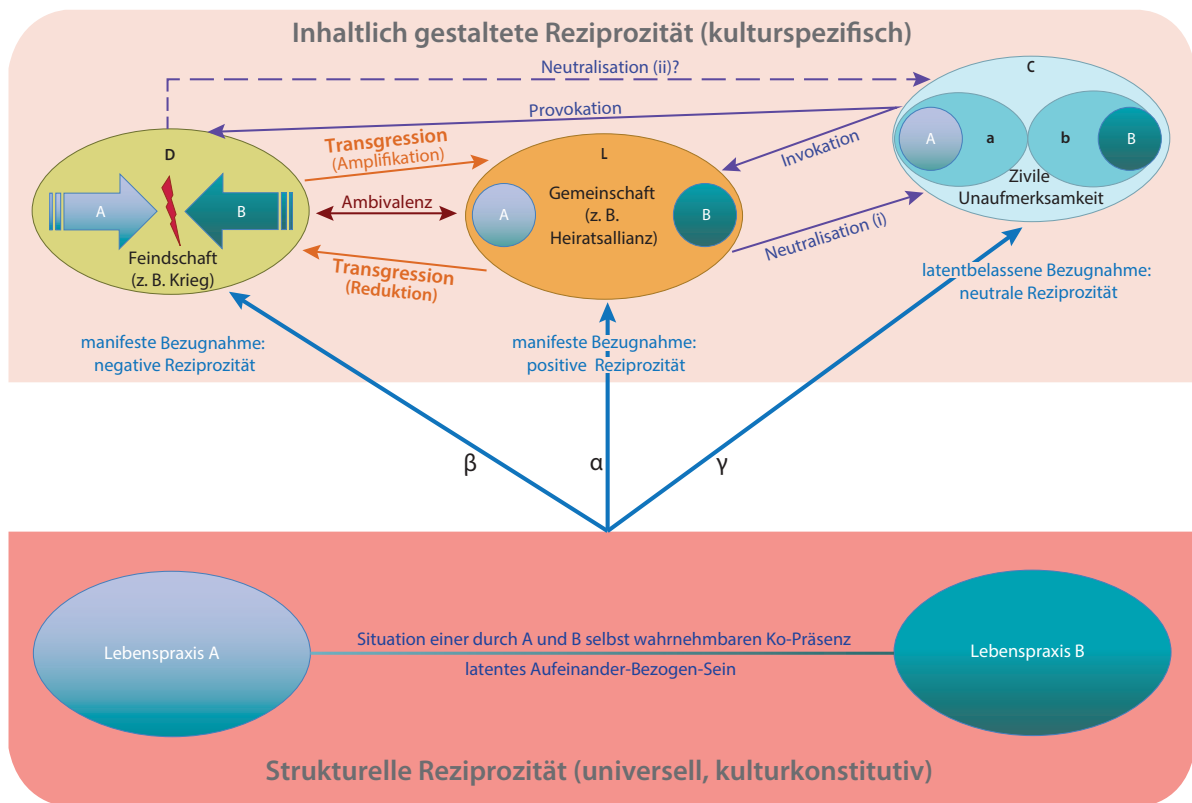 Inhaltlich gestaltete Reziprozität (kulturspezifisch)
Neutralisation (ii)?
C
Provokation
A
a
b
B
Invokation
Zivile
Unaufmerksamkeit
D
Transgression
(Amplifikation)
L
A
B
Ambivalenz
Gemeinschaft
(z. B.
Heiratsallianz)
A
B
Feindschaft
(z. B. Krieg)
Neutralisation (i)
Transgression
(Reduktion)
latentbelassene Bezugnahme:
neutrale Reziprozität
manifeste Bezugnahme:
negative Reziprozität
manifeste Bezugnahme:
positive Reziprozität
β
α
γ
Lebenspraxis A
Situation einer durch A und B selbst wahrnehmbaren Ko-Präsenz
latentes Aufeinander-Bezogen-Sein
Lebenspraxis B
Strukturelle Reziprozität (universell, kulturkonstitutiv)